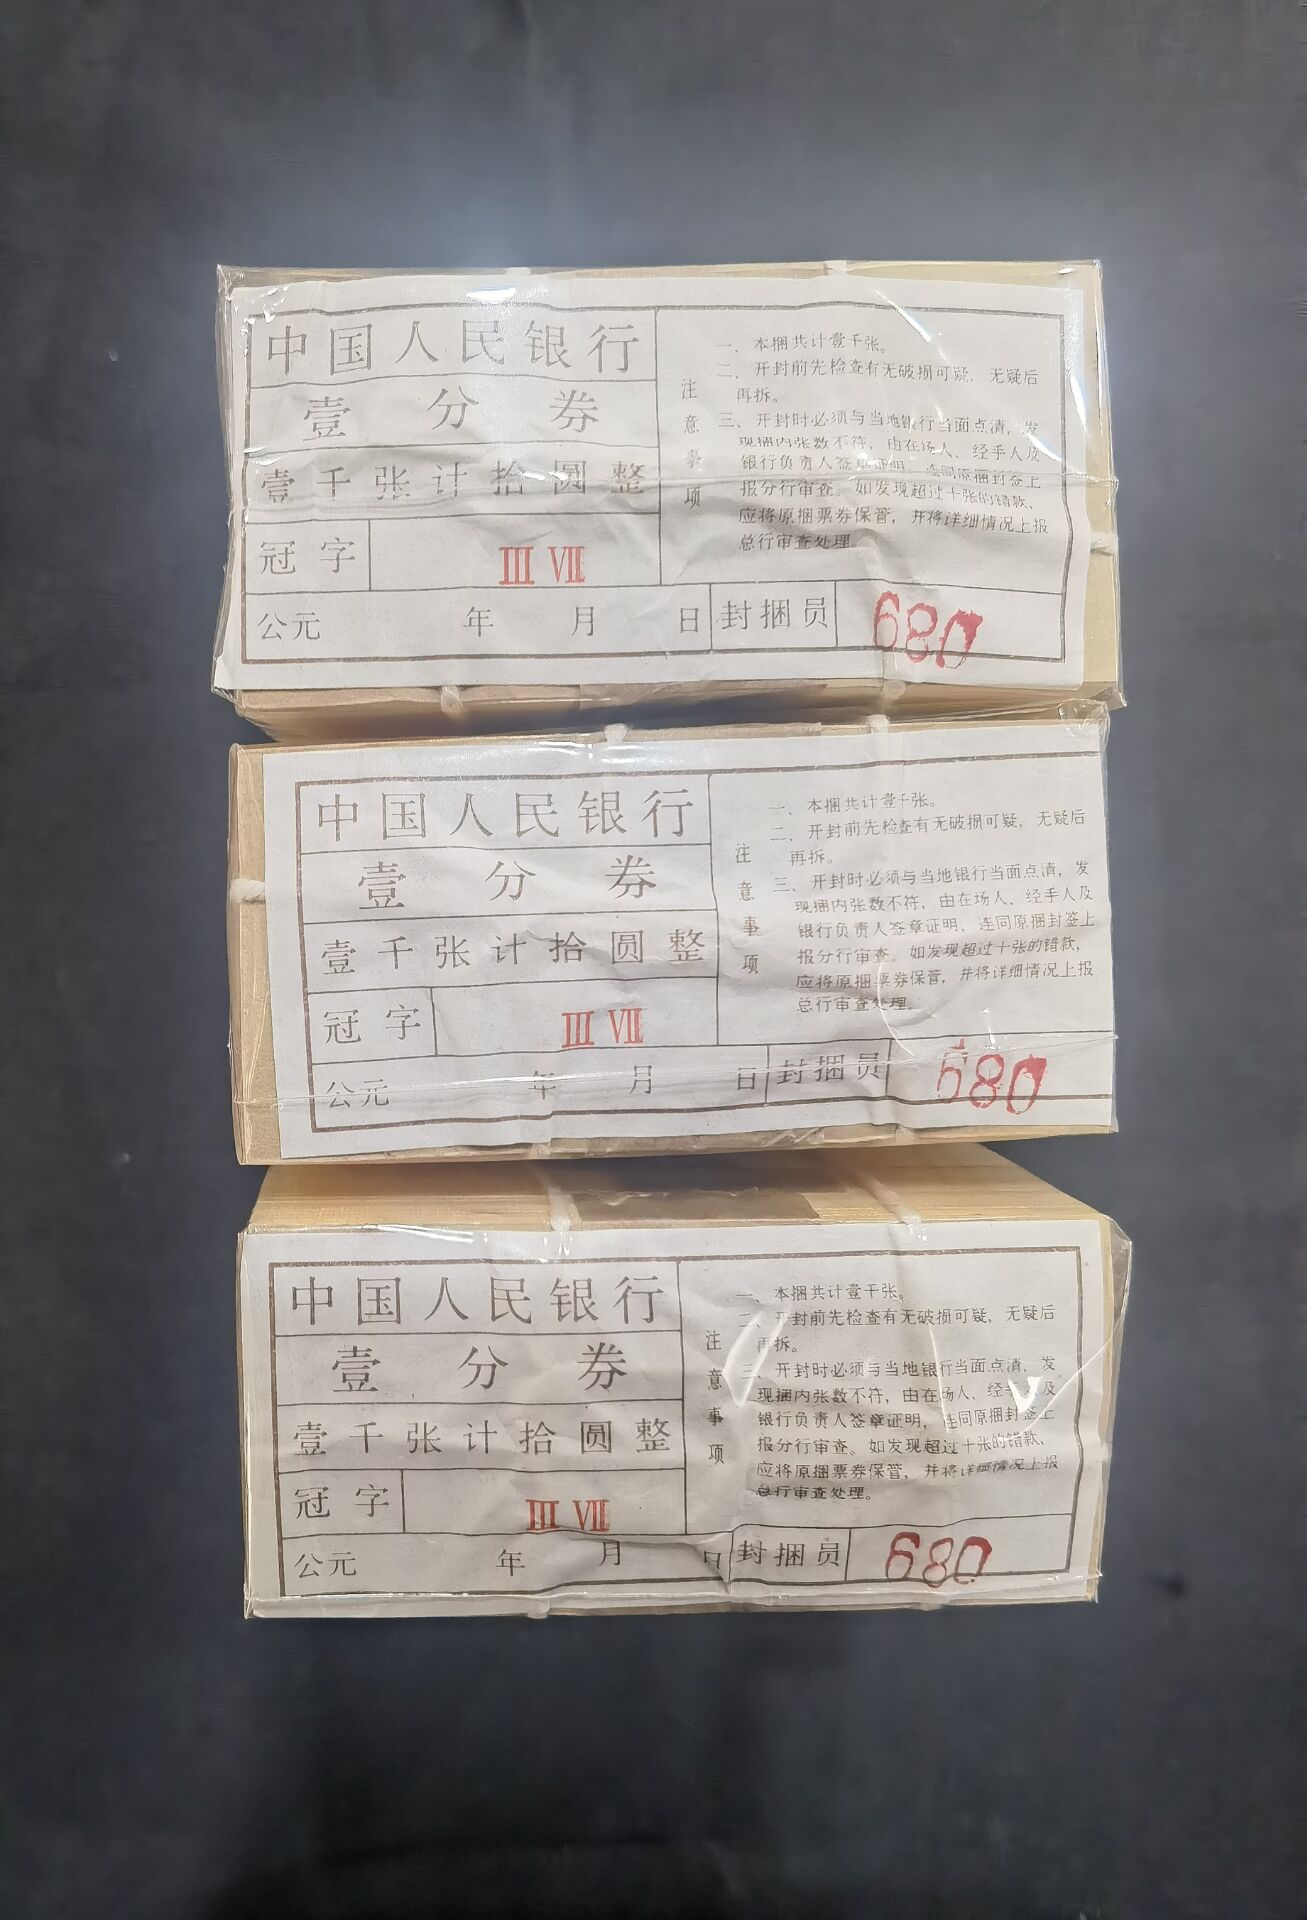 中国人民银行
壹分券
壹千张计拾圆整
冠字 Ⅲ Ⅶ
公元 年 月 日 封捆员 680
注意事项
一、本捆共计壹千张。
二、开封前先检查有无破损可疑，无疑后
再拆。
三、开封时必须与当地银行当面点清，发
现捆内张数不符，由在场人、经手人及
银行负责人签章证明，连同原捆封签上
报分行审查。如发现超过十张的错款，
应将原捆票券保管，并将详细情况上报
总行审查处理。
中国人民银行
壹分券
壹千张计拾圆整
冠字 Ⅲ Ⅶ
公元 年 月 日 封捆员 680
注意事项
一、本捆共计壹千张。
二、开封前先检查有无破损可疑，无疑后
再拆。
三、开封时必须与当地银行当面点清，发
现捆内张数不符，由在场人、经手人及
银行负责人签章证明，连同原捆封签上
报分行审查。如发现超过十张的错款，
应将原捆票券保管，并将详细情况上报
总行审查处理。
中国人民银行
壹分券
壹千张计拾圆整
冠字 Ⅲ Ⅶ
公元 年 月 日 封捆员 680
注意事项
一、本捆共计壹千张。
二、开封前先检查有无破损可疑，无疑后
再拆。
三、开封时必须与当地银行当面点清，发
现捆内张数不符，由在场人、经手人及
银行负责人签章证明，连同原捆封签上
报分行审查。如发现超过十张的错款，
应将原捆票券保管，并将详细情况上报
总行审查处理。